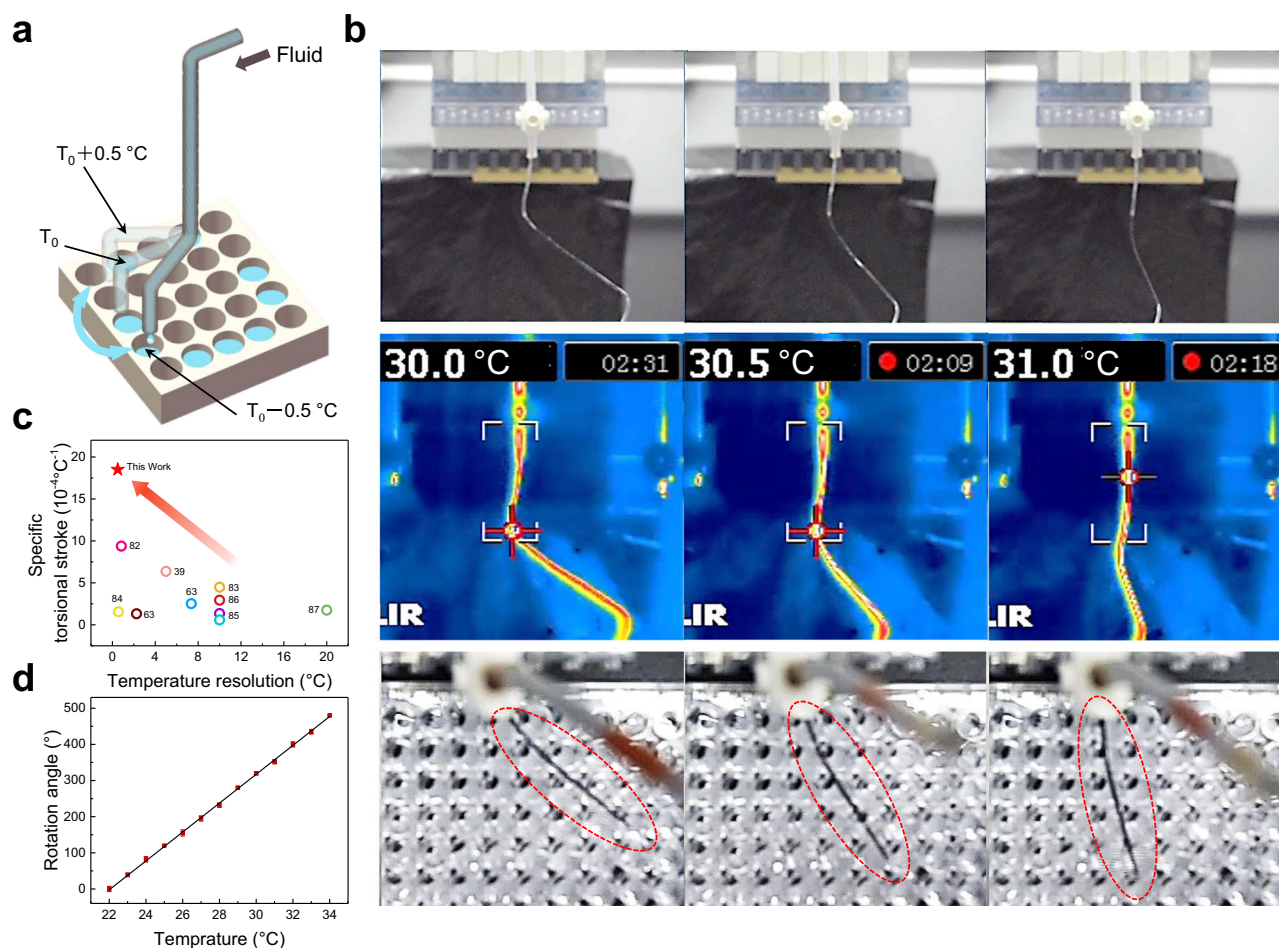 a
Fluid
T₀+0.5 °C
T₀
T₀−0.5 °C
b
30.0 °C
02:31
30.5 °C
02:09
31.0 °C
02:18
LIR
LIR
LIR
c
Specific
torsional stroke (10⁻⁴°C⁻¹)
20
15
10
5
0
This Work
82
39
84
63
63
83
86
85
87
0
4
8
12
16
20
Temperature resolution (°C)
d
Rotation angle (°)
500
400
300
200
100
0
22
24
26
28
30
32
34
Temprature (°C)